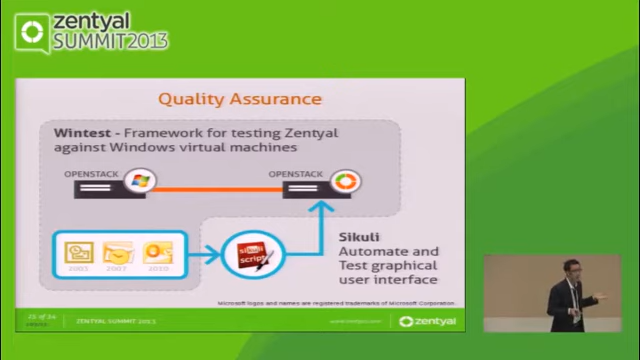 zentyal
SUMMIT2013
Quality Assurance
Wintest - Framework for testing Zentyal
against Windows virtual machines
OPENSTACK
OPENSTACK
sikuli
script
2003
2007
2010
Sikuli
Automate and
Test graphical
user interface
Microsoft logos and names are registered trademarks of Microsoft Corporation.
ZENTYAL SUMMIT 2013
zentyal